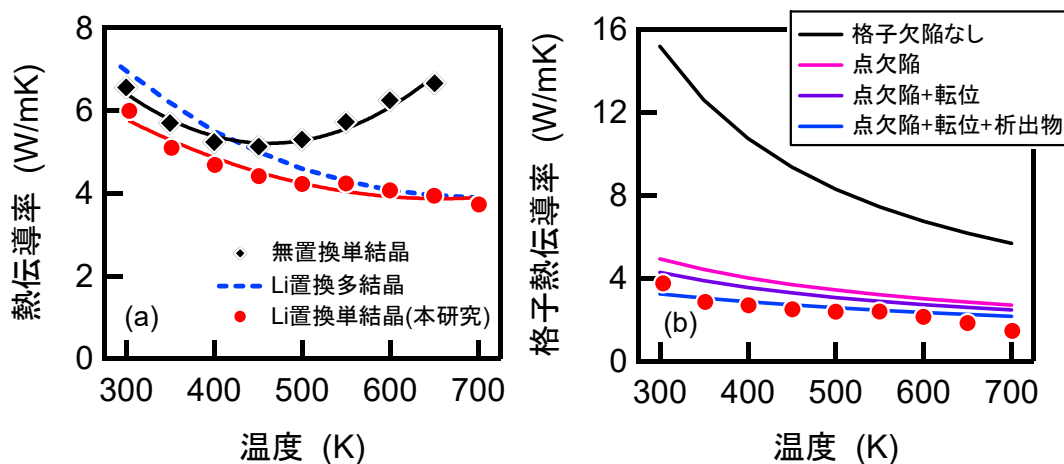 熱伝導率 (W/mK)
8
6
4
2
0
無置換単結晶
Li置換多結晶
Li置換単結晶(本研究)
(a)
300 400 500 600 700
温度 (K)
格子熱伝導率 (W/mK)
16
12
8
4
0
格子欠陥なし
点欠陥
点欠陥+転位
点欠陥+転位+析出物
(b)
300 400 500 600 700
温度 (K)